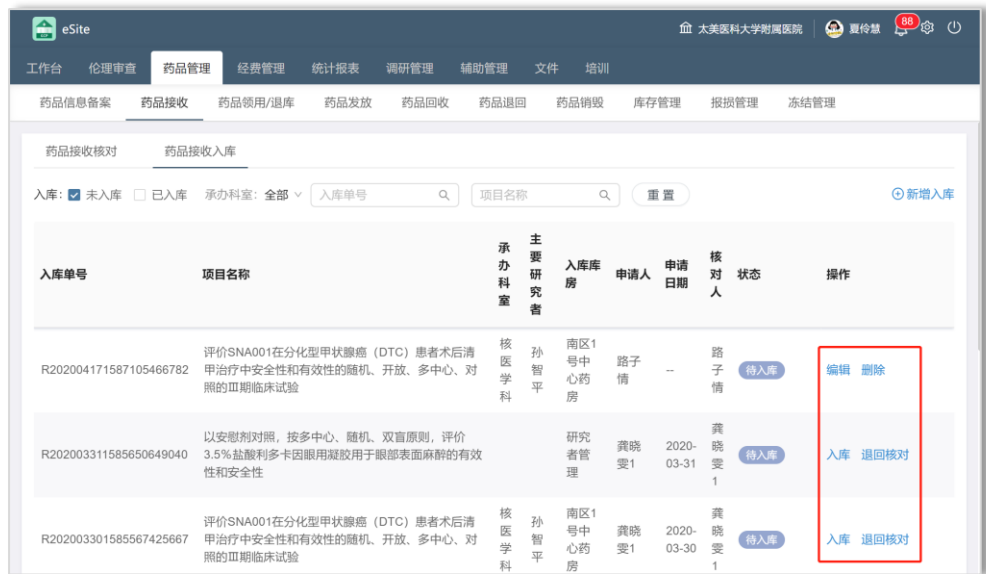 eSite
太美医科大学附属医院 夏伶慧 88
工作台 伦理审查 药品管理 经费管理 统计报表 调研管理 辅助管理 文件 培训
药品信息备案 药品接收 药品领用/退库 药品发放 药品回收 药品退回 药品销毁 库存管理 报损管理 冻结管理
药品接收核对 药品接收入库
入库: 未入库 已入库 承办科室: 全部 入库单号 项目名称 重 置 新增入库
入库单号 项目名称 承办科室 主要研究者 入库库房 申请人 申请日期 核对人 状态 操作
R202004171587105466782 评价SNA001在分化型甲状腺癌（DTC）患者术后清甲治疗中安全性和有效性的随机、开放、多中心、对照的Ⅲ期临床试验 核医学科 孙智平 南区1号中心药房 路子情 -- 路子情 待入库 编辑 删除
R202003311585650649040 以安慰剂对照，按多中心、随机、双盲原则，评价3.5%盐酸利多卡因眼用凝胶用于眼部表面麻醉的有效性和安全性 研究者管理 龚晓雯1 2020-03-31 龚晓雯1 待入库 入库 退回核对
R202003301585567425667 评价SNA001在分化型甲状腺癌（DTC）患者术后清甲治疗中安全性和有效性的随机、开放、多中心、对照的Ⅲ期临床试验 核医学科 孙智平 南区1号中心药房 龚晓雯1 2020-03-30 龚晓雯1 待入库 入库 退回核对